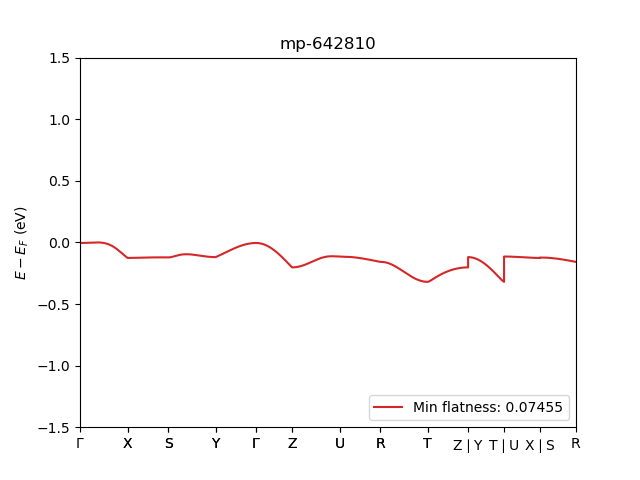 mp-642810
E − E_F (eV)
1.5
1.0
0.5
0.0
−0.5
−1.0
−1.5
Min flatness: 0.07455
Γ X S Y Γ Z U R T Z | Y T | U X | S R